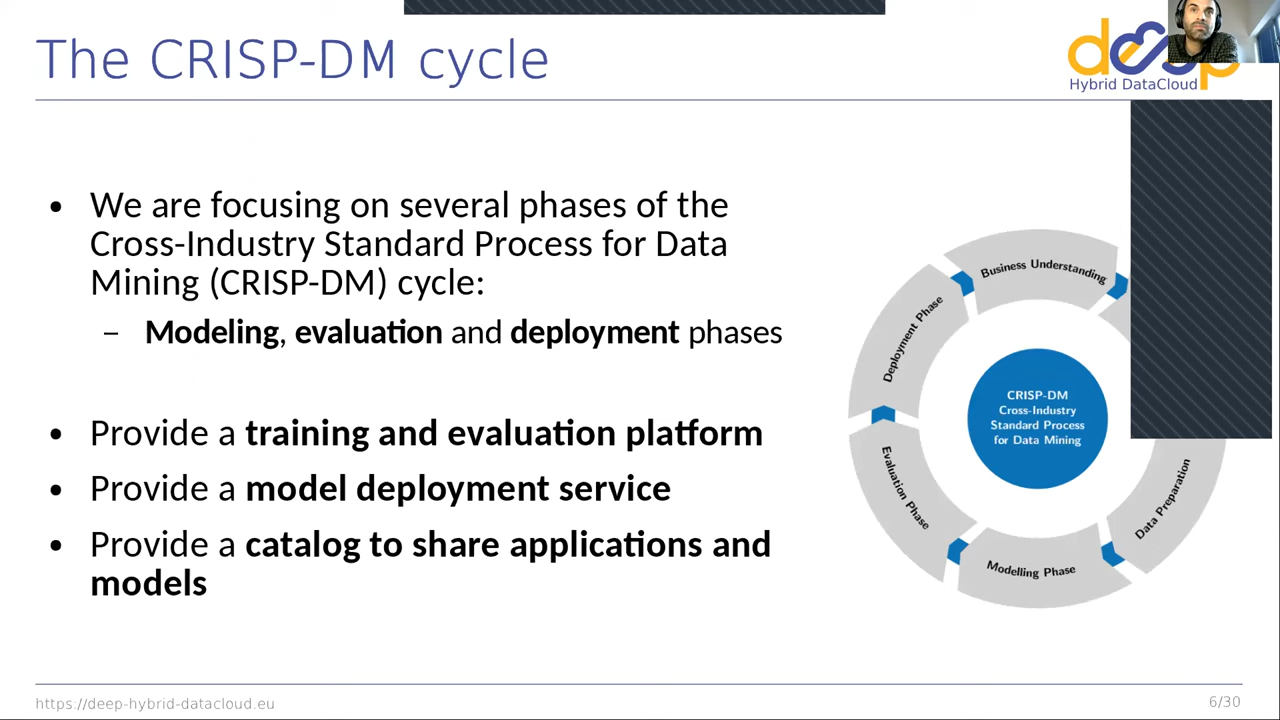 The CRISP-DM cycle
Hybrid DataCloud
• We are focusing on several phases of the
Cross-Industry Standard Process for Data
Mining (CRISP-DM) cycle:
– Modeling, evaluation and deployment phases
• Provide a training and evaluation platform
• Provide a model deployment service
• Provide a catalog to share applications and
models
Business Understanding
Deployment Phase
CRISP-DM
Cross-Industry
Standard Process
for Data Mining
Evaluation Phase
Data Preparation
Modelling Phase
https://deep-hybrid-datacloud.eu
6/30